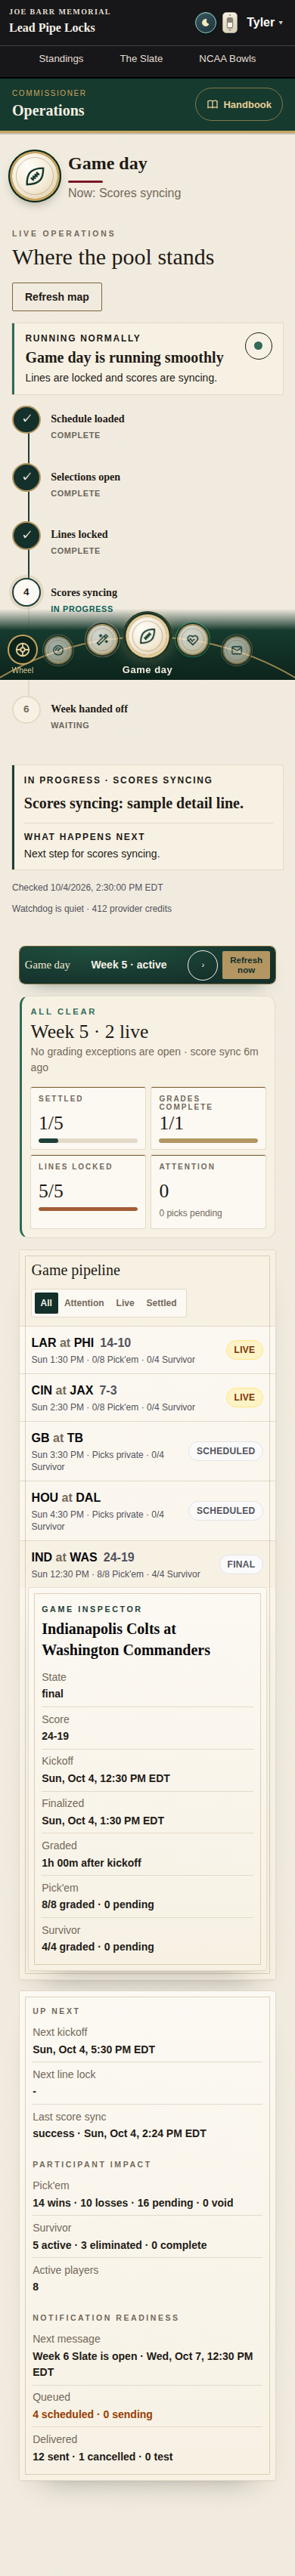 JOE BARR MEMORIAL
Lead Pipe Locks
Tyler
Standings
The Slate
NCAA Bowls
COMMISSIONER
Operations
Handbook
Game day
Now: Scores syncing
LIVE OPERATIONS
Where the pool stands
Refresh map
RUNNING NORMALLY
Game day is running smoothly
Lines are locked and scores are syncing.
Schedule loaded
COMPLETE
Selections open
COMPLETE
Lines locked
COMPLETE
4
Scores syncing
IN PROGRESS
Wheel
Game day
6
Week handed off
WAITING
IN PROGRESS · SCORES SYNCING
Scores syncing: sample detail line.
WHAT HAPPENS NEXT
Next step for scores syncing.
Checked 10/4/2026, 2:30:00 PM EDT
Watchdog is quiet · 412 provider credits
Game day
Week 5 · active
›
Refresh
now
ALL CLEAR
Week 5 · 2 live
No grading exceptions are open · score sync 6m
ago
SETTLED
1/5
GRADES
COMPLETE
1/1
LINES LOCKED
5/5
ATTENTION
0
0 picks pending
Game pipeline
All
Attention
Live
Settled
LAR at PHI 14-10
Sun 1:30 PM · 0/8 Pick'em · 0/4 Survivor
LIVE
CIN at JAX 7-3
Sun 2:30 PM · 0/8 Pick'em · 0/4 Survivor
LIVE
GB at TB
Sun 3:30 PM · Picks private · 0/4
Survivor
SCHEDULED
HOU at DAL
Sun 4:30 PM · Picks private · 0/4
Survivor
SCHEDULED
IND at WAS 24-19
Sun 12:30 PM · 8/8 Pick'em · 4/4 Survivor
FINAL
GAME INSPECTOR
Indianapolis Colts at
Washington Commanders
State
final
Score
24-19
Kickoff
Sun, Oct 4, 12:30 PM EDT
Finalized
Sun, Oct 4, 1:30 PM EDT
Graded
1h 00m after kickoff
Pick'em
8/8 graded · 0 pending
Survivor
4/4 graded · 0 pending
UP NEXT
Next kickoff
Sun, Oct 4, 5:30 PM EDT
Next line lock
-
Last score sync
success · Sun, Oct 4, 2:24 PM EDT
PARTICIPANT IMPACT
Pick'em
14 wins · 10 losses · 16 pending · 0 void
Survivor
5 active · 3 eliminated · 0 complete
Active players
8
NOTIFICATION READINESS
Next message
Week 6 Slate is open · Wed, Oct 7, 12:30 PM
EDT
Queued
4 scheduled · 0 sending
Delivered
12 sent · 1 cancelled · 0 test